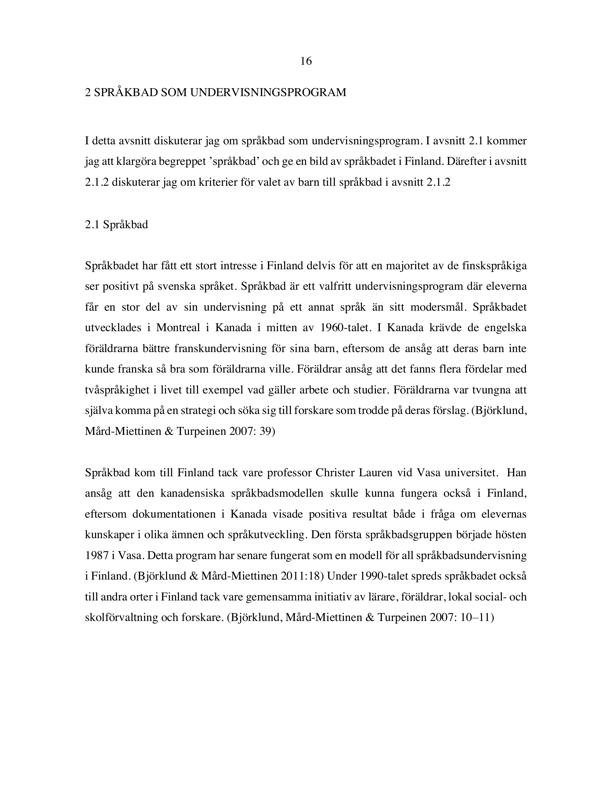 16
2 SPRÅKBAD SOM UNDERVISNINGSPROGRAM
I detta avsnitt diskuterar jag om språkbad som undervisningsprogram. I avsnitt 2.1 kommer
jag att klargöra begreppet ’språkbad’ och ge en bild av språkbadet i Finland. Därefter i avsnitt
2.1.2 diskuterar jag om kriterier för valet av barn till språkbad i avsnitt 2.1.2
2.1 Språkbad
Språkbadet har fått ett stort intresse i Finland delvis för att en majoritet av de finskspråkiga
ser positivt på svenska språket. Språkbad är ett valfritt undervisningsprogram där eleverna
får en stor del av sin undervisning på ett annat språk än sitt modersmål. Språkbadet
utvecklades i Montreal i Kanada i mitten av 1960-talet. I Kanada krävde de engelska
föräldrarna bättre franskundervisning för sina barn, eftersom de ansåg att deras barn inte
kunde franska så bra som föräldrarna ville. Föräldrar ansåg att det fanns flera fördelar med
tvåspråkighet i livet till exempel vad gäller arbete och studier. Föräldrarna var tvungna att
själva komma på en strategi och söka sig till forskare som trodde på deras förslag. (Björklund,
Mård-Miettinen & Turpeinen 2007: 39)
Språkbad kom till Finland tack vare professor Christer Lauren vid Vasa universitet. Han
ansåg att den kanadensiska språkbadsmodellen skulle kunna fungera också i Finland,
eftersom dokumentationen i Kanada visade positiva resultat både i fråga om elevernas
kunskaper i olika ämnen och språkutveckling. Den första språkbadsgruppen började hösten
1987 i Vasa. Detta program har senare fungerat som en modell för all språkbadsundervisning
i Finland. (Björklund & Mård-Miettinen 2011:18) Under 1990-talet spreds språkbadet också
till andra orter i Finland tack vare gemensamma initiativ av lärare, föräldrar, lokal social- och
skolförvaltning och forskare. (Björklund, Mård-Miettinen & Turpeinen 2007: 10–11)